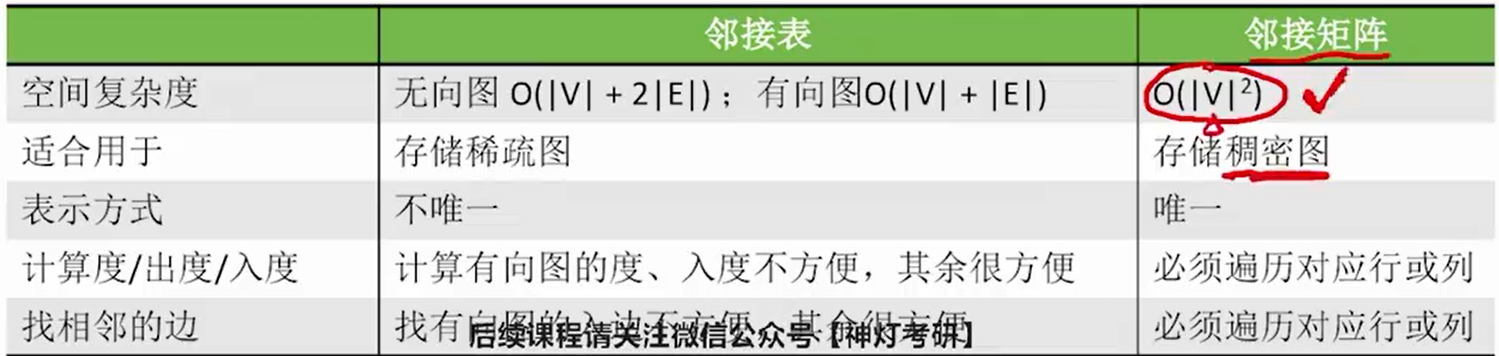 邻接表 邻接矩阵
空间复杂度 无向图 O(|V| + 2|E|)；有向图O(|V| + |E|) O(|V|²)
适合用于 存储稀疏图 存储稠密图
表示方式 不唯一 唯一
计算度/出度/入度 计算有向图的度、入度不方便，其余很方便 必须遍历对应行或列
找相邻的边 找有向图的入边不方便，其余很方便 必须遍历对应行或列
后续课程请关注微信公众号【神灯考研】